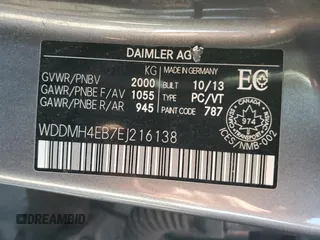 DAIMLER AG
KG MADE IN GERMANY
GVWR/PNBV 2000 BUILT 10/13 EC
GAWR/PNBE F/AV 1055 TYPE PC/VT
GAWR/PNBE R/AR 945 PAINT CODE 787
WDDMH4EB7EJ216138
CANADA
974
ICES/NMB-002
© DREAMBID